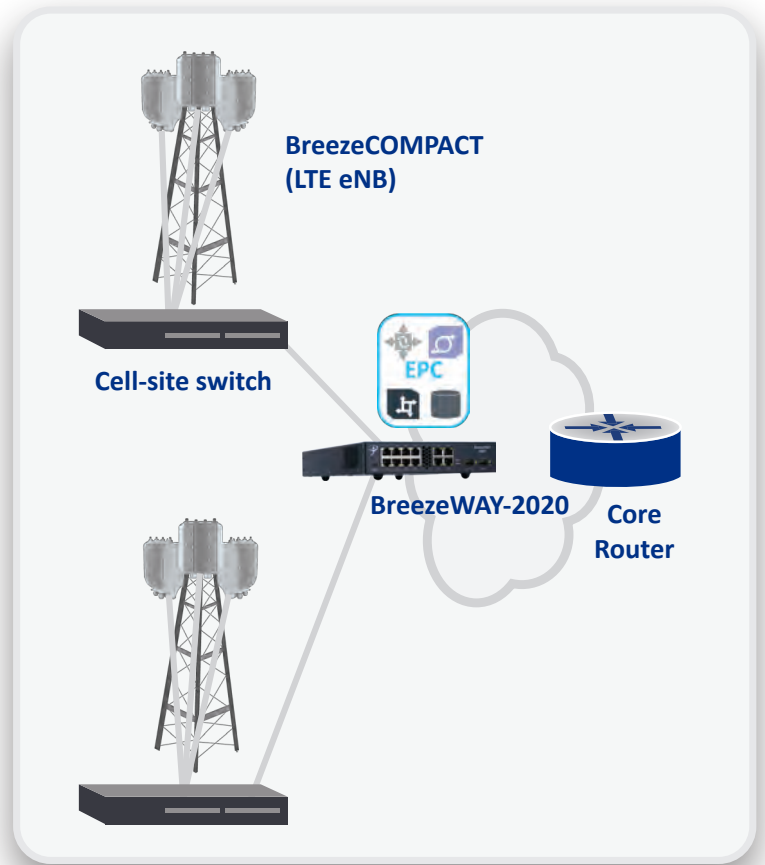 BreezeCOMPACT
(LTE eNB)
EPC
Cell-site switch
BreezeWAY-2020
Core
Router